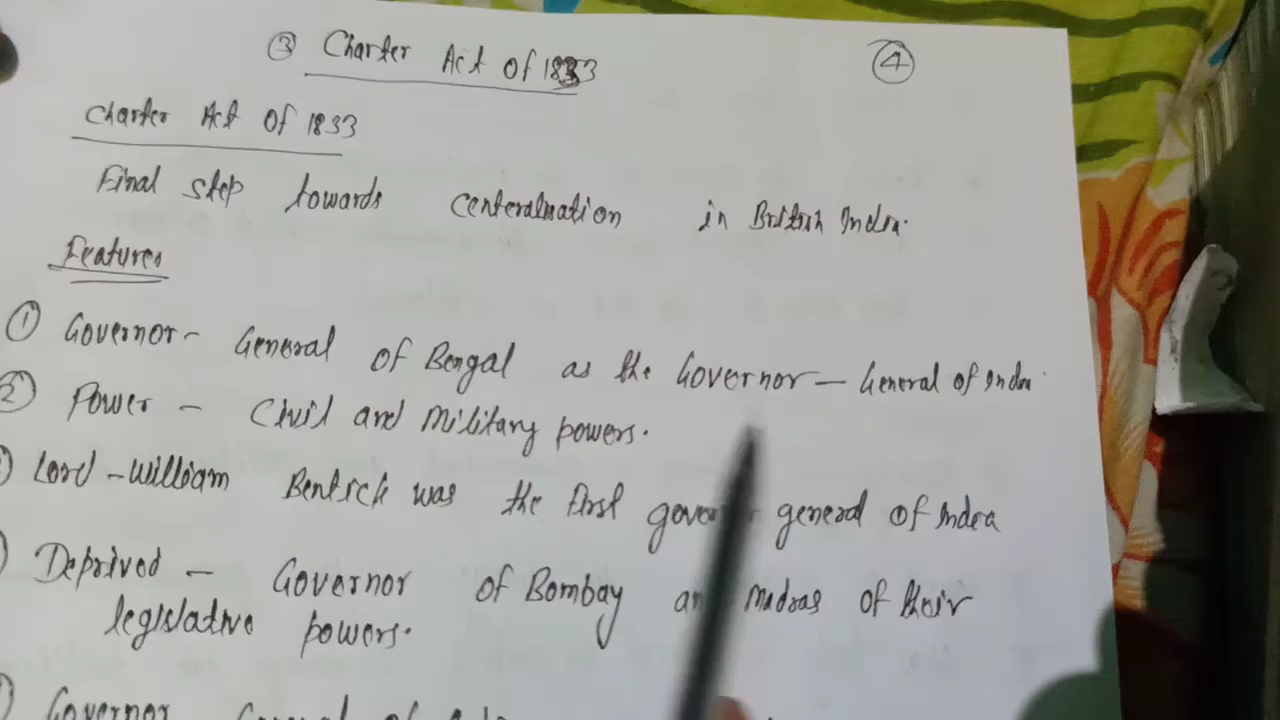 ③ Charter Act Of 1833
④
Charter Act Of 1833
Final step towards centeralisation in British India.
Features
① Governor- General of Bengal as the Governor- General of India.
② Power - Civil and Military powers.
Lord -William Bentick was the first general of India
Deprived - Governor of Bombay and Madras of their
legislative powers.
Governor General of